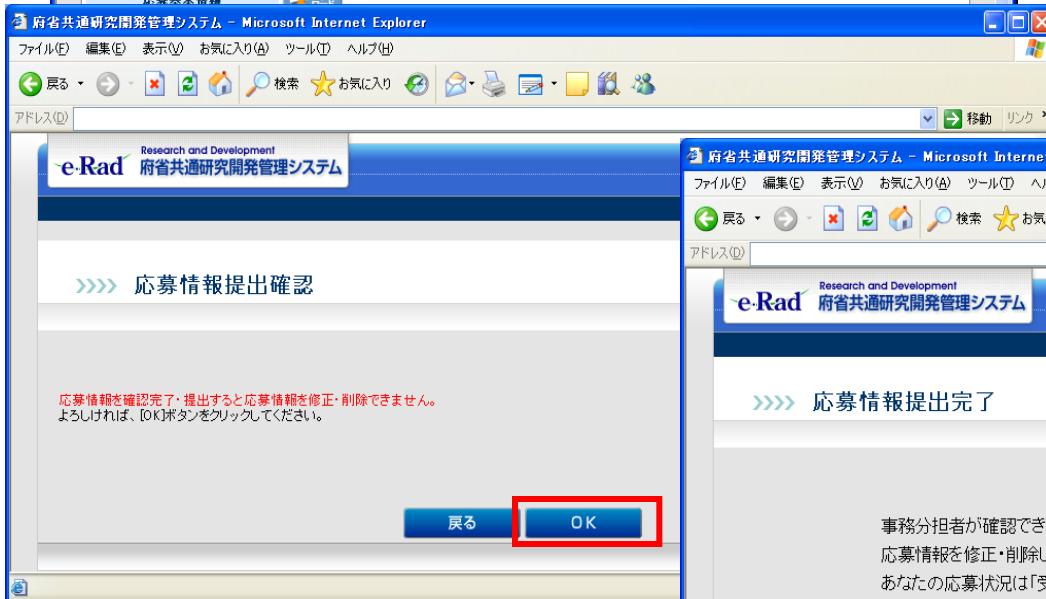 府省共通研究開発管理システム - Microsoft Internet Explorer
ファイル(F) 編集(E) 表示(V) お気に入り(A) ツール(T) ヘルプ(H)
戻る 検索 お気に入り
アドレス(D) 移動 リンク
e-Rad Research and Development
府省共通研究開発管理システム
>>>> 応募情報提出確認
応募情報を確認完了・提出すると応募情報を修正・削除できません。
よろしければ、[OK]ボタンをクリックしてください。
戻る OK
府省共通研究開発管理システム - Microsoft Interne
ファイル(F) 編集(E) 表示(V) お気に入り(A) ツール(T) ヘ
戻る 検索 お気
アドレス(D)
e-Rad Research and Development
府省共通研究開発管理システム
>>>> 応募情報提出完了
事務分担者が確認でき
応募情報を修正・削除し
あなたの応募状況は「受